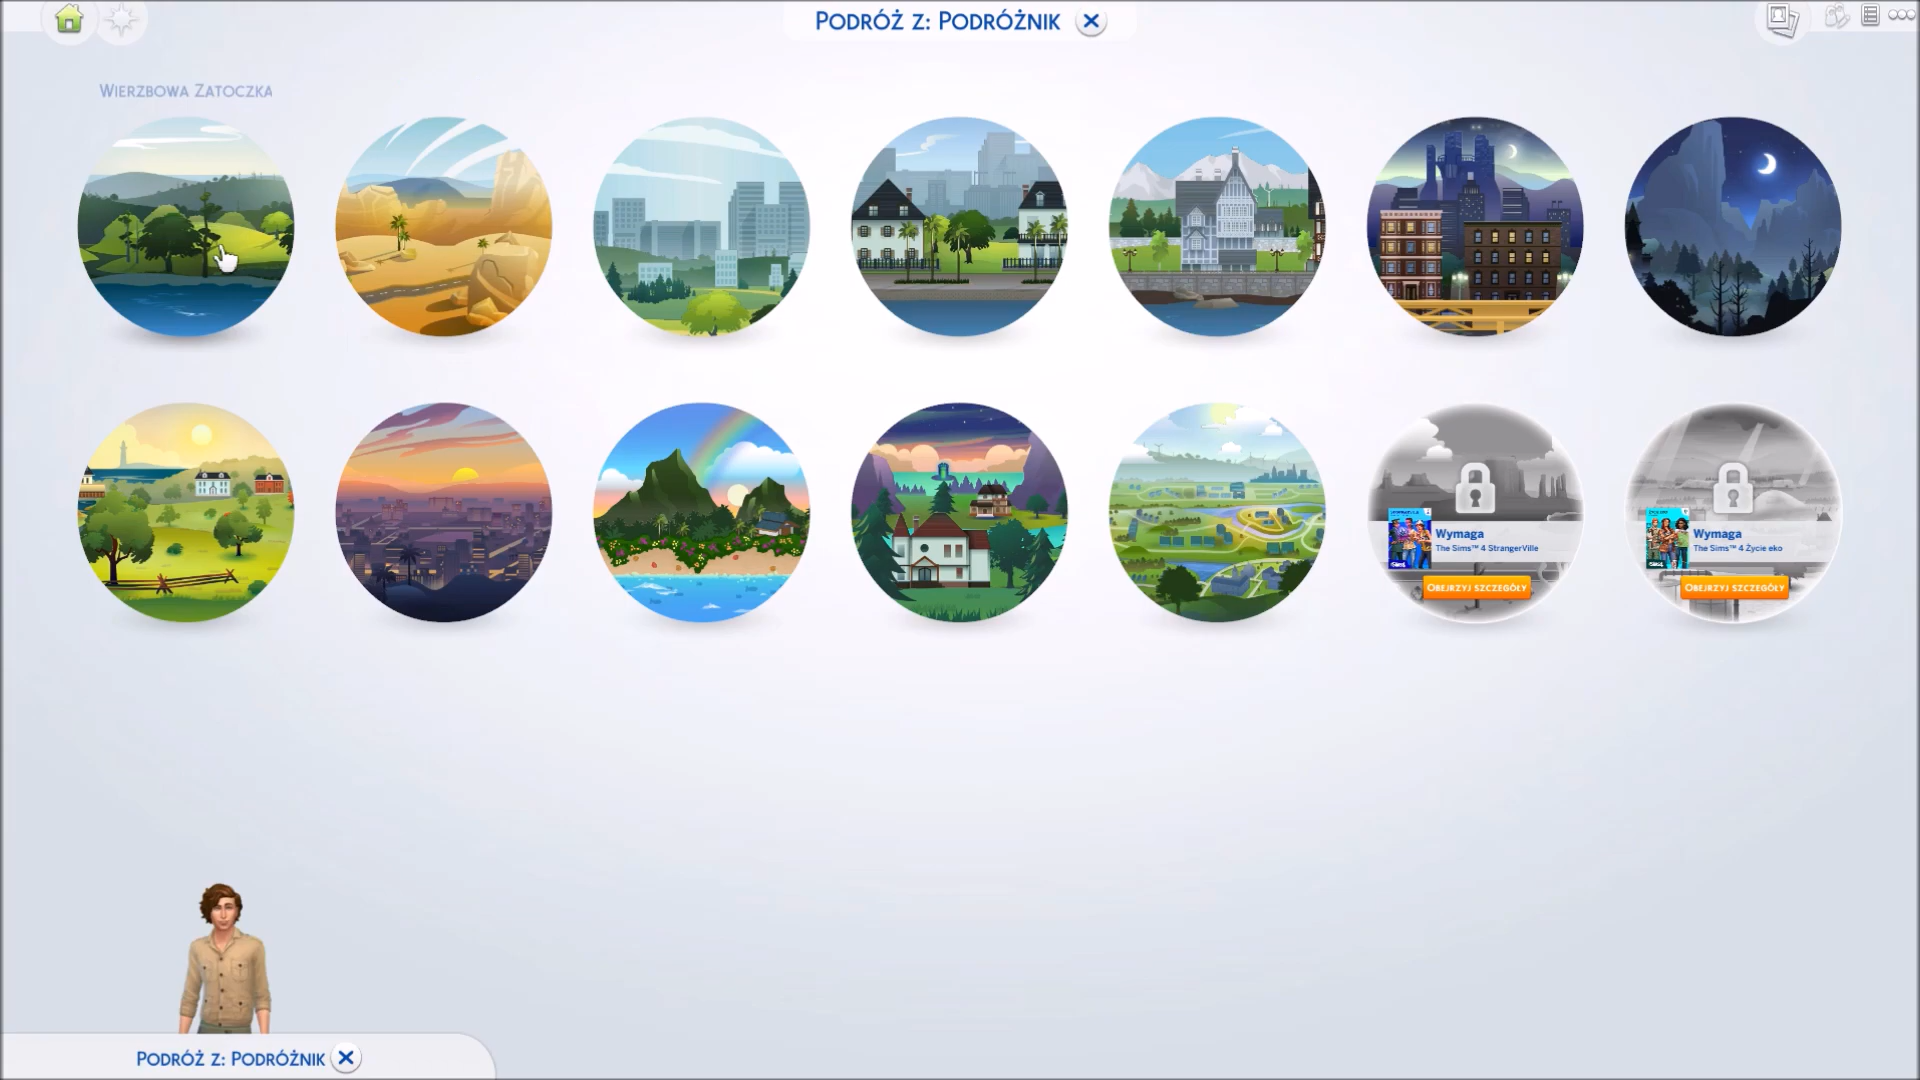 PODRÓŻ Z: PODRÓŻNIK
WIERZBOWA ZATOCZKA
Wymaga
The Sims™ 4 StrangerVille
OBEJRZYJ SZCZEGÓŁY
Wymaga
The Sims™ 4 Życie eko
OBEJRZYJ SZCZEGÓŁY
PODRÓŻ Z: PODRÓŻNIK